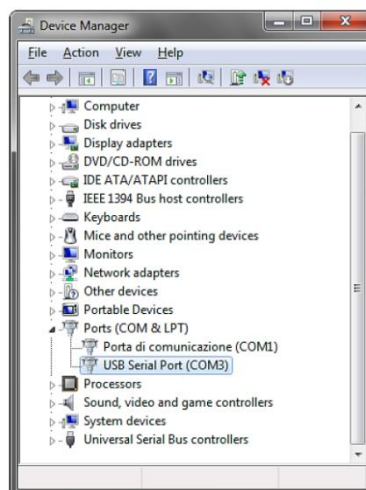 Device Manager
File Action View Help
Computer
Disk drives
Display adapters
DVD/CD-ROM drives
IDE ATA/ATAPI controllers
IEEE 1394 Bus host controllers
Keyboards
Mice and other pointing devices
Monitors
Network adapters
Other devices
Portable Devices
Ports (COM & LPT)
Porta di comunicazione (COM1)
USB Serial Port (COM3)
Processors
Sound, video and game controllers
System devices
Universal Serial Bus controllers